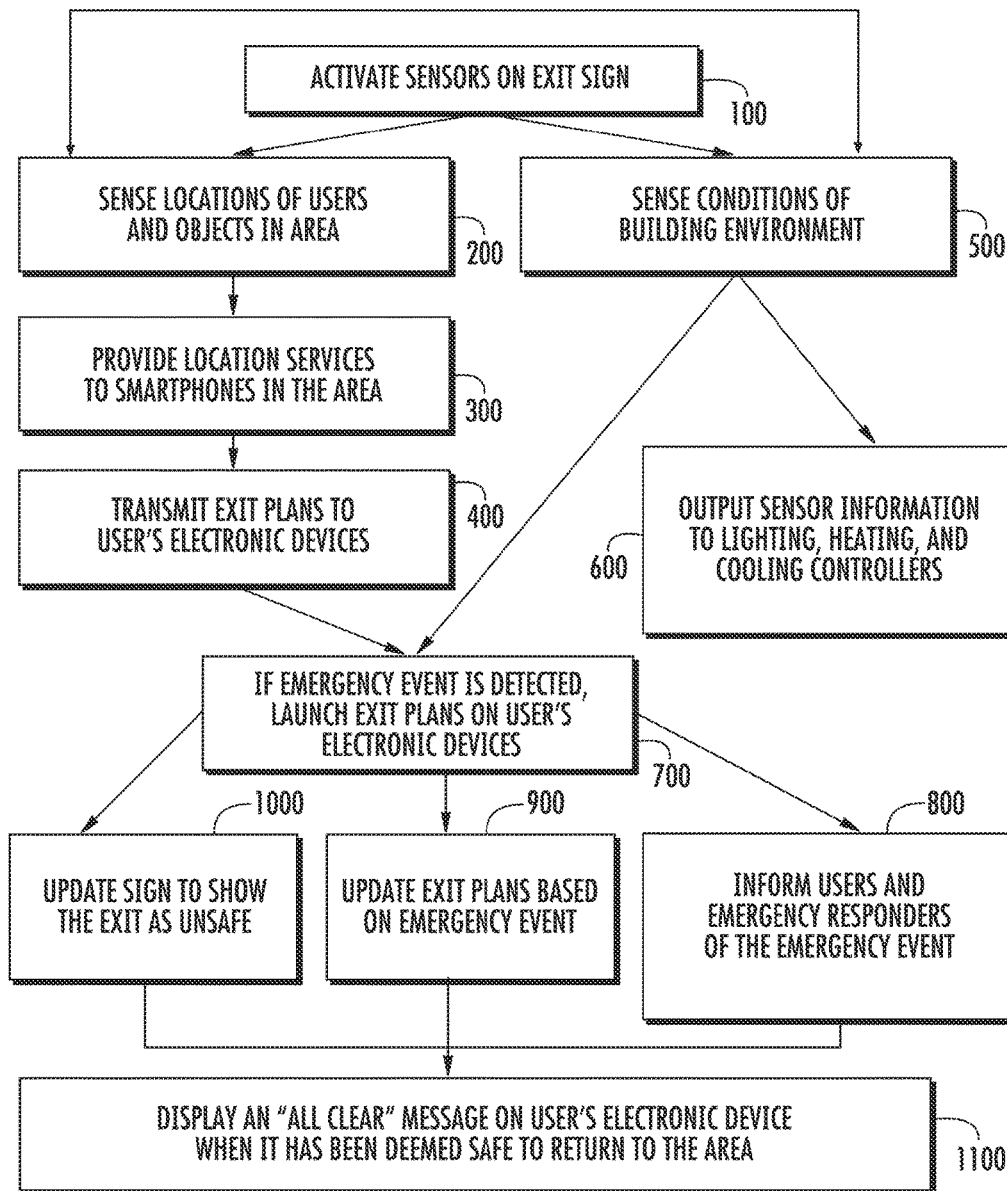 ACTIVATE SENSORS ON EXIT SIGN
100
SENSE LOCATIONS OF USERS
AND OBJECTS IN AREA
200
SENSE CONDITIONS OF
BUILDING ENVIRONMENT
500
PROVIDE LOCATION SERVICES
TO SMARTPHONES IN THE AREA
300
TRANSMIT EXIT PLANS TO
USER'S ELECTRONIC DEVICES
400
OUTPUT SENSOR INFORMATION
TO LIGHTING, HEATING, AND
COOLING CONTROLLERS
600
IF EMERGENCY EVENT IS DETECTED,
LAUNCH EXIT PLANS ON USER'S
ELECTRONIC DEVICES
700
1000
UPDATE SIGN TO SHOW
THE EXIT AS UNSAFE
900
UPDATE EXIT PLANS BASED
ON EMERGENCY EVENT
800
INFORM USERS AND
EMERGENCY RESPONDERS
OF THE EMERGENCY EVENT
DISPLAY AN "ALL CLEAR" MESSAGE ON USER'S ELECTRONIC DEVICE
WHEN IT HAS BEEN DEEMED SAFE TO RETURN TO THE AREA
1100